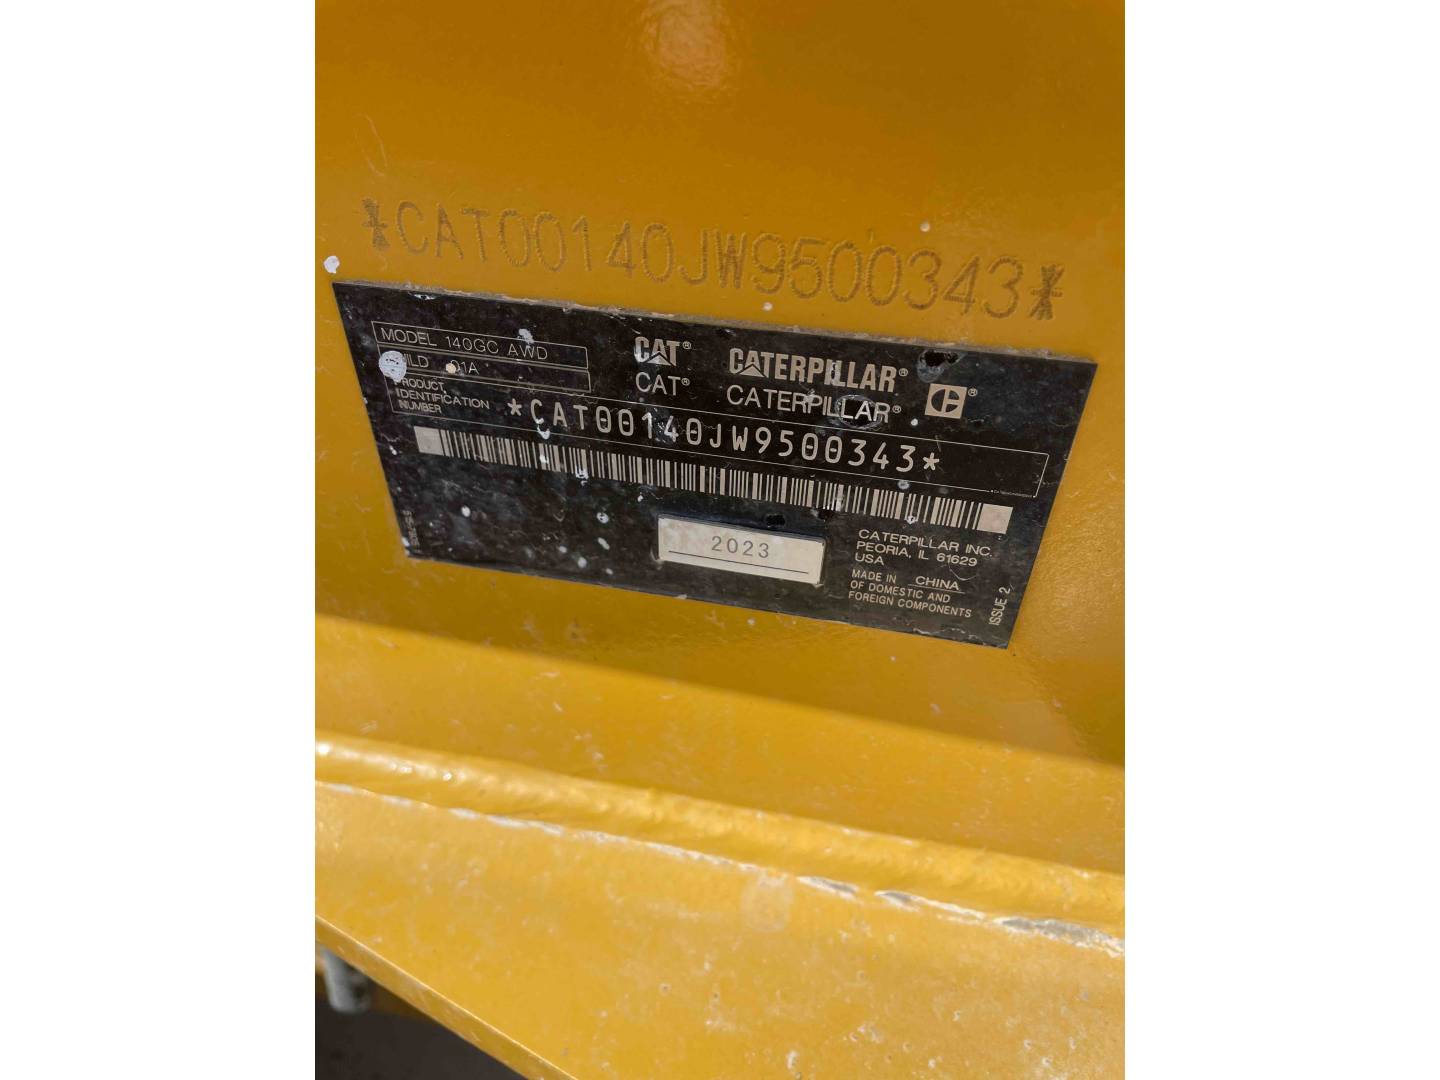 *CAT00140JW9500343*
MODEL 140GC AWD
01A
PRODUCT
IDENTIFICATION
NUMBER
CAT® CATERPILLAR®
CAT® CATERPILLAR® ®
*CAT00140JW9500343*
2023
CATERPILLAR INC.
PEORIA, IL 61629
USA
MADE IN CHINA
OF DOMESTIC AND
FOREIGN COMPONENTS
ISSUE 2